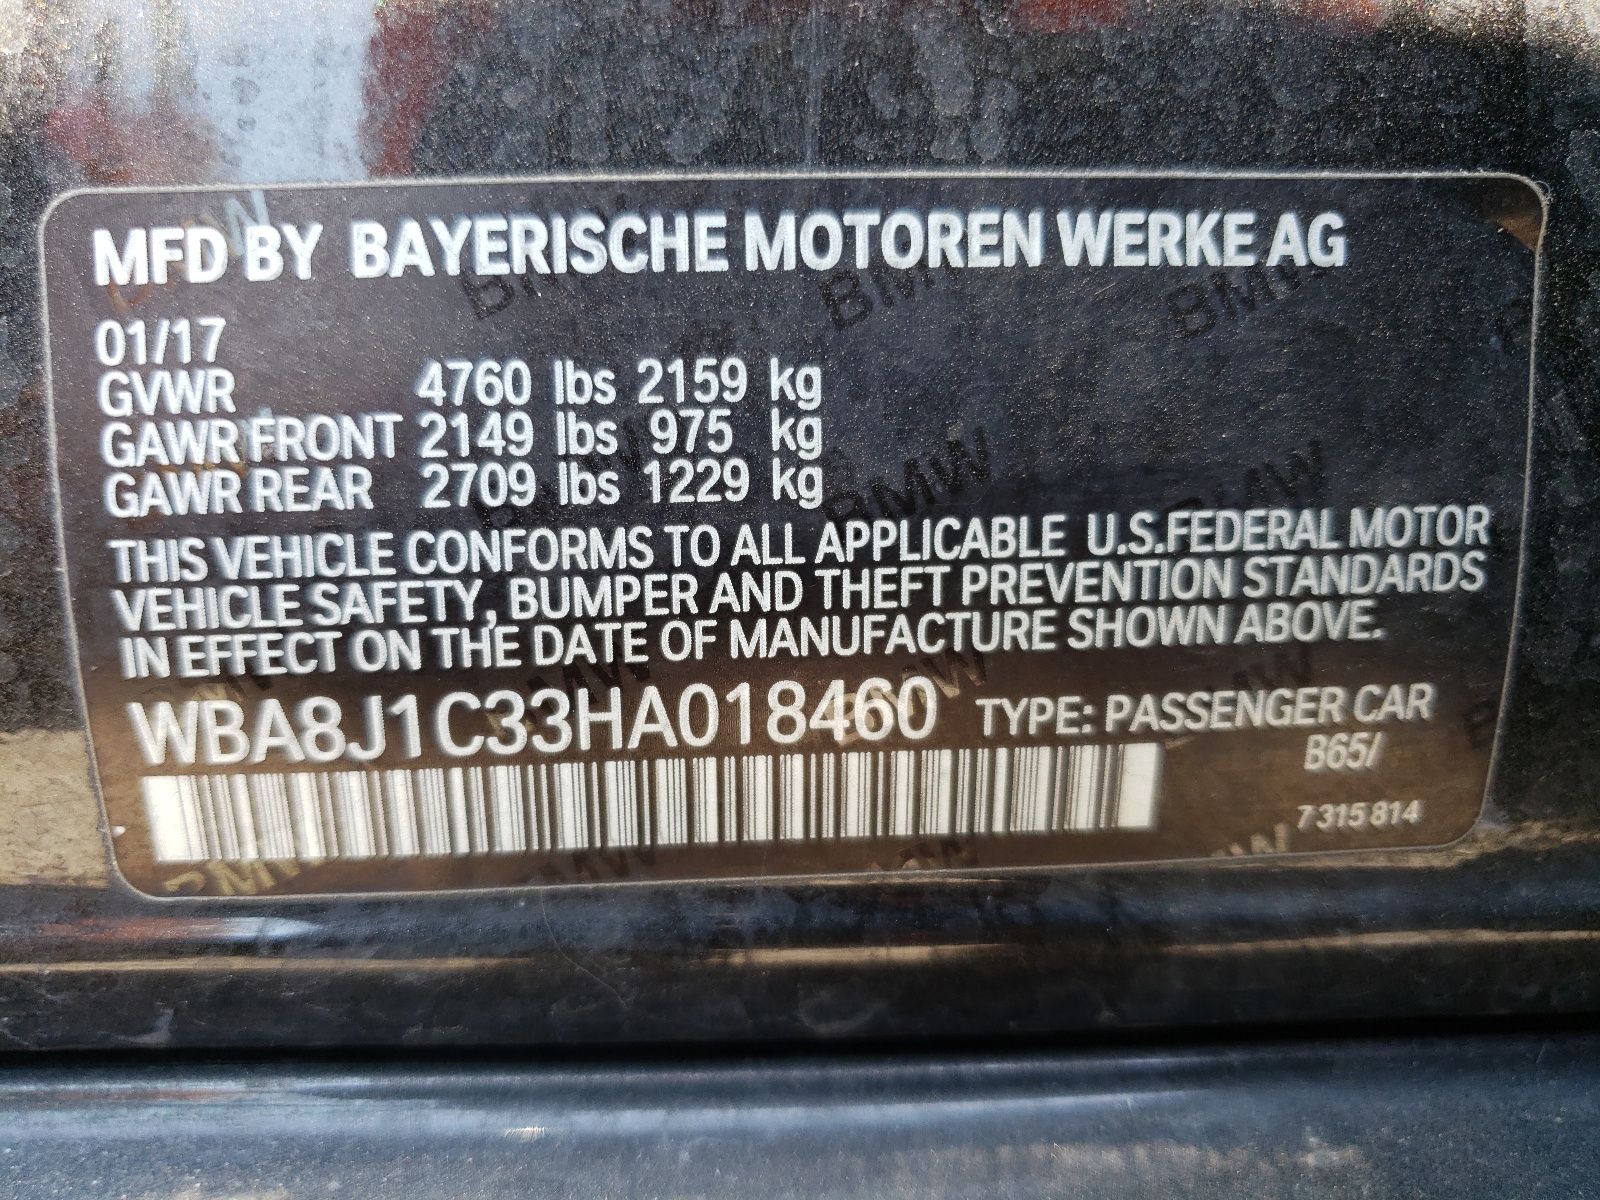 MFD BY BAYERISCHE MOTOREN WERKE AG
01/17
GVWR 4760 lbs 2159 kg
GAWR FRONT 2149 lbs 975 kg
GAWR REAR 2709 lbs 1229 kg
THIS VEHICLE CONFORMS TO ALL APPLICABLE U.S.FEDERAL MOTOR
VEHICLE SAFETY, BUMPER AND THEFT PREVENTION STANDARDS
IN EFFECT ON THE DATE OF MANUFACTURE SHOWN ABOVE.
WBA8J1C33HA018460 TYPE: PASSENGER CAR
B65/
7 315 814